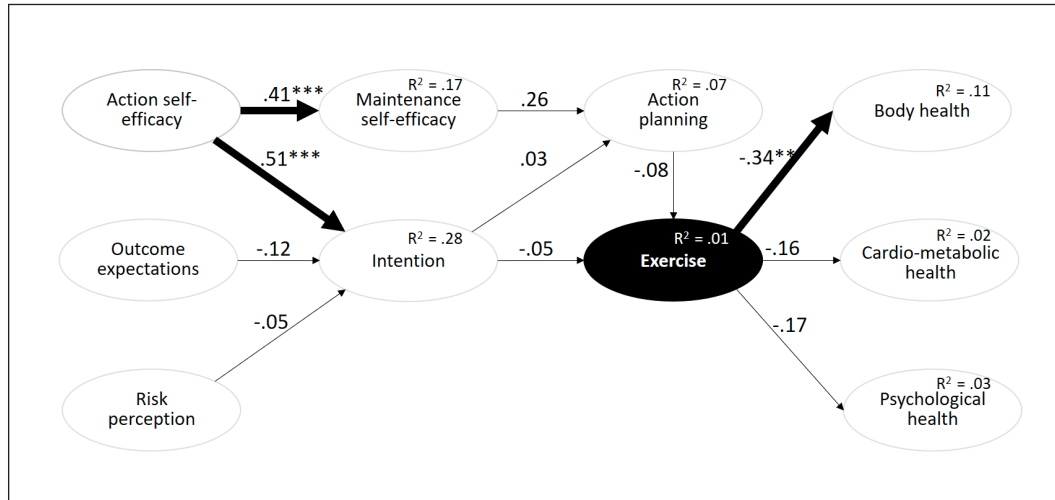 R² = .17
R² = .07
R² = .11
Action self-
efficacy
.41***
Maintenance
self-efficacy
.26
Action
planning
Body health
.51***
.03
-.08
-.34**
R² = .28
R² = .01
R² = .02
Outcome
expectations
-.12
Intention
-.05
Exercise
-.16
Cardio-metabolic
health
-.05
-.17
Risk
perception
R² = .03
Psychological
health